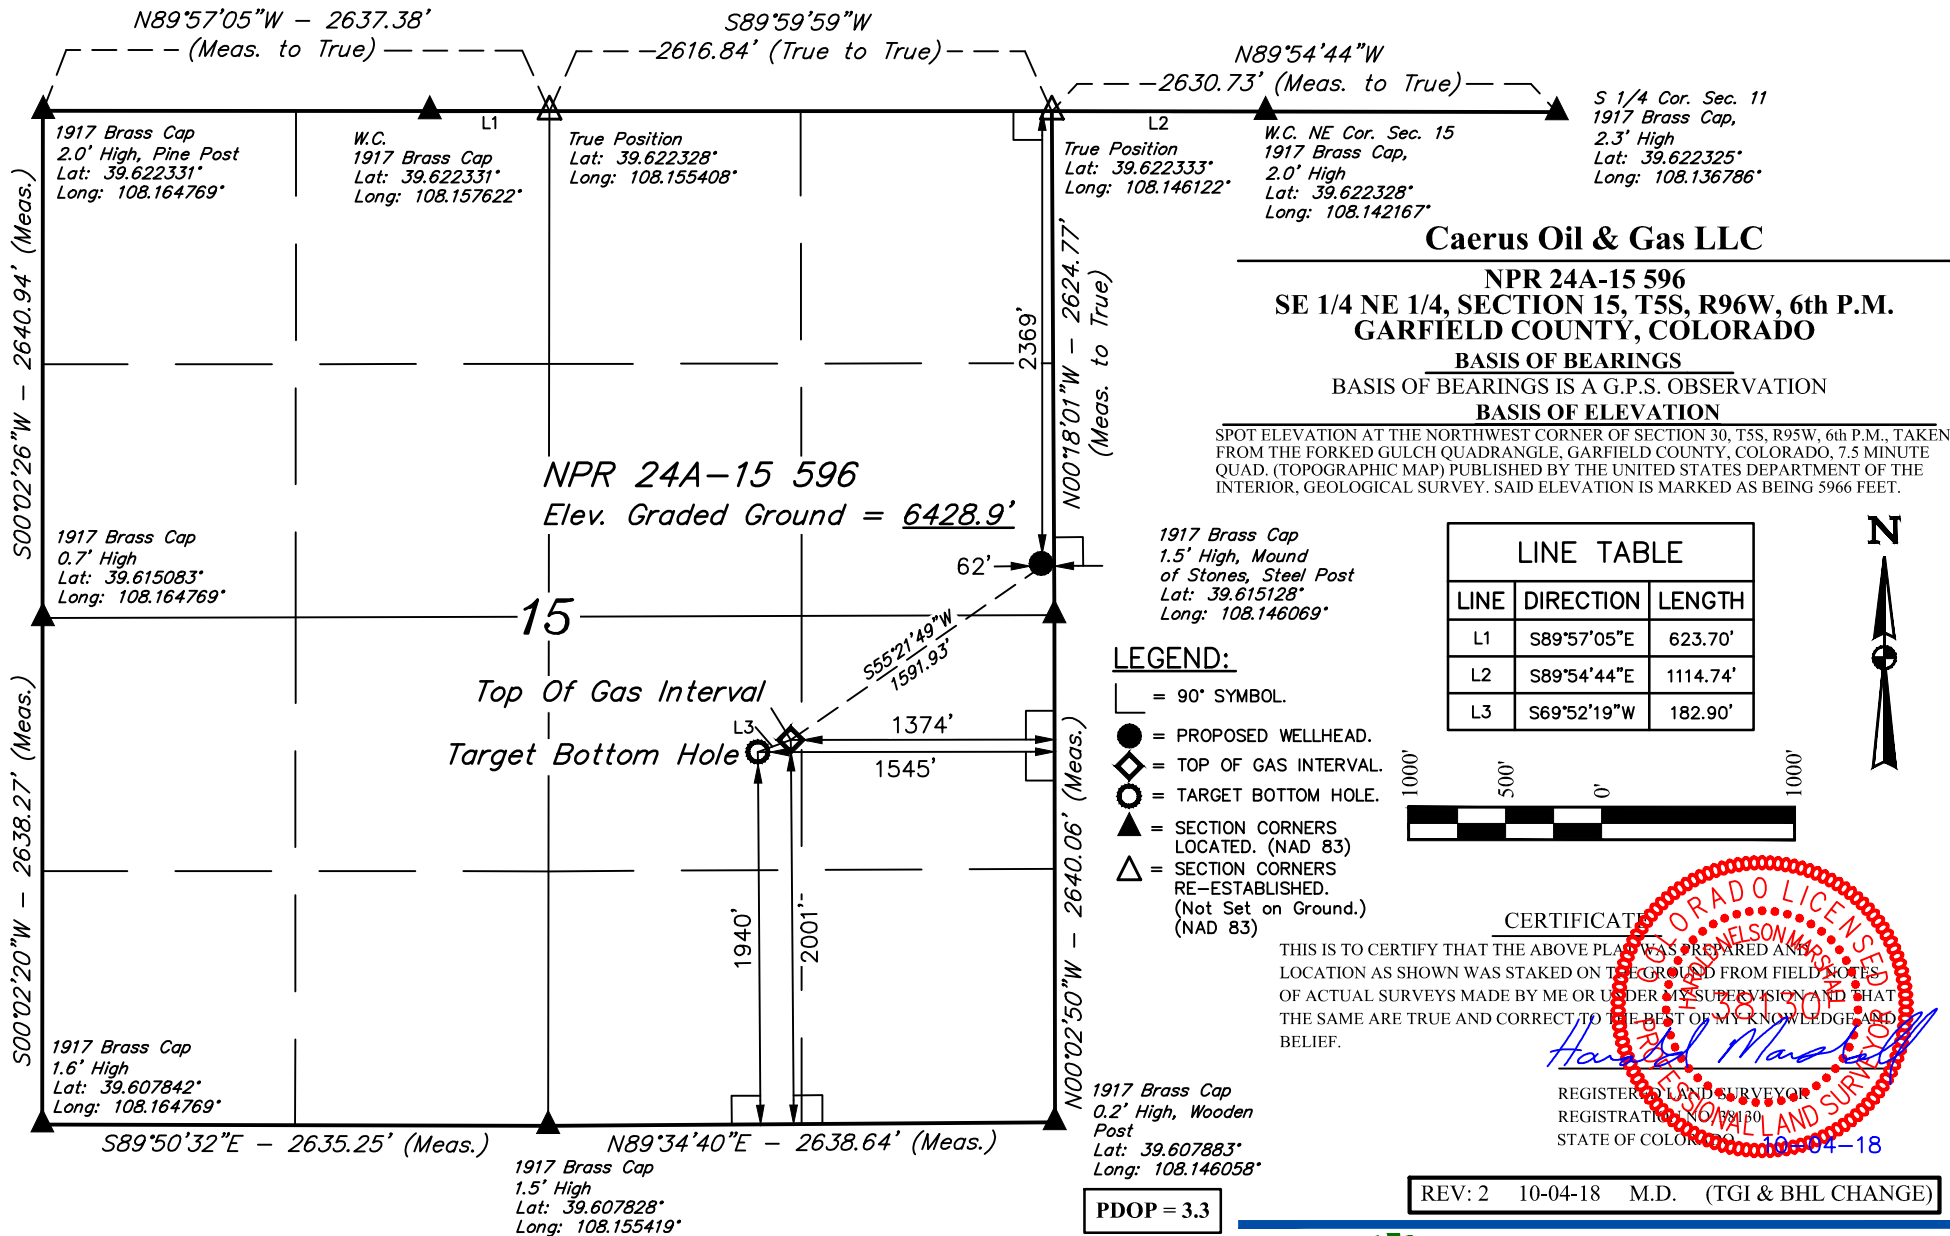 N89°57'05"W - 2637.38'
(Meas. to True)
S89°59'59"W
2616.84' (True to True)
N89°54'44"W
2630.73' (Meas. to True)
1917 Brass Cap
2.0' High, Pine Post
Lat: 39.622331°
Long: 108.164769°
W.C.
1917 Brass Cap
Lat: 39.622331°
Long: 108.157622°
L1
True Position
Lat: 39.622328°
Long: 108.155408°
True Position
Lat: 39.622333°
Long: 108.146122°
L2
W.C. NE Cor. Sec. 15
1917 Brass Cap,
2.0' High
Lat: 39.622328°
Long: 108.142167°
S 1/4 Cor. Sec. 11
1917 Brass Cap,
2.3' High
Lat: 39.622325°
Long: 108.136786°
Caerus Oil & Gas LLC
NPR 24A-15 596
SE 1/4 NE 1/4, SECTION 15, T5S, R96W, 6th P.M.
GARFIELD COUNTY, COLORADO
BASIS OF BEARINGS
BASIS OF BEARINGS IS A G.P.S. OBSERVATION
BASIS OF ELEVATION
SPOT ELEVATION AT THE NORTHWEST CORNER OF SECTION 30, T5S, R95W, 6th P.M., TAKEN
FROM THE FORKED GULCH QUADRANGLE, GARFIELD COUNTY, COLORADO, 7.5 MINUTE
QUAD. (TOPOGRAPHIC MAP) PUBLISHED BY THE UNITED STATES DEPARTMENT OF THE
INTERIOR, GEOLOGICAL SURVEY. SAID ELEVATION IS MARKED AS BEING 5966 FEET.
S00°02'26"W - 2640.94' (Meas.)
2369'
N00°18'01"W - 2624.77'
(Meas. to True)
NPR 24A-15 596
Elev. Graded Ground = 6428.9'
62'
1917 Brass Cap
0.7' High
Lat: 39.615083°
Long: 108.164769°
15
1917 Brass Cap
1.5' High, Mound
of Stones, Steel Post
Lat: 39.615128°
Long: 108.146069°
S55°21'49"W
1591.93'
Top Of Gas Interval
L3
Target Bottom Hole
1374'
1545'
1940'
2001'
S00°02'20"W - 2638.27' (Meas.)
N00°02'50"W - 2640.06' (Meas.)
LEGEND:
= 90° SYMBOL.
= PROPOSED WELLHEAD.
= TOP OF GAS INTERVAL.
= TARGET BOTTOM HOLE.
= SECTION CORNERS
LOCATED. (NAD 83)
= SECTION CORNERS
RE-ESTABLISHED.
(Not Set on Ground.)
(NAD 83)
LINE TABLE
LINE DIRECTION LENGTH
L1 S89°57'05"E 623.70'
L2 S89°54'44"E 1114.74'
L3 S69°52'19"W 182.90'
N
1000' 500' 0' 1000'
CERTIFICATE
THIS IS TO CERTIFY THAT THE ABOVE PLAT WAS PREPARED AND
LOCATION AS SHOWN WAS STAKED ON THE GROUND FROM FIELD NOTES
OF ACTUAL SURVEYS MADE BY ME OR UNDER MY SUPERVISION AND THAT
THE SAME ARE TRUE AND CORRECT TO THE BEST OF MY KNOWLEDGE AND
BELIEF.
COLORADO LICENSED
HAROLD NELSON MARSHALL
38130
PROFESSIONAL LAND SURVEYOR
Harold Marshall
REGISTERED LAND SURVEYOR
REGISTRATION NO. 38130
STATE OF COLORADO
10-04-18
1917 Brass Cap
1.6' High
Lat: 39.607842°
Long: 108.164769°
S89°50'32"E - 2635.25' (Meas.)
N89°34'40"E - 2638.64' (Meas.)
1917 Brass Cap
1.5' High
Lat: 39.607828°
Long: 108.155419°
1917 Brass Cap
0.2' High, Wooden
Post
Lat: 39.607883°
Long: 108.146058°
PDOP = 3.3
REV: 2 10-04-18 M.D. (TGI & BHL CHANGE)